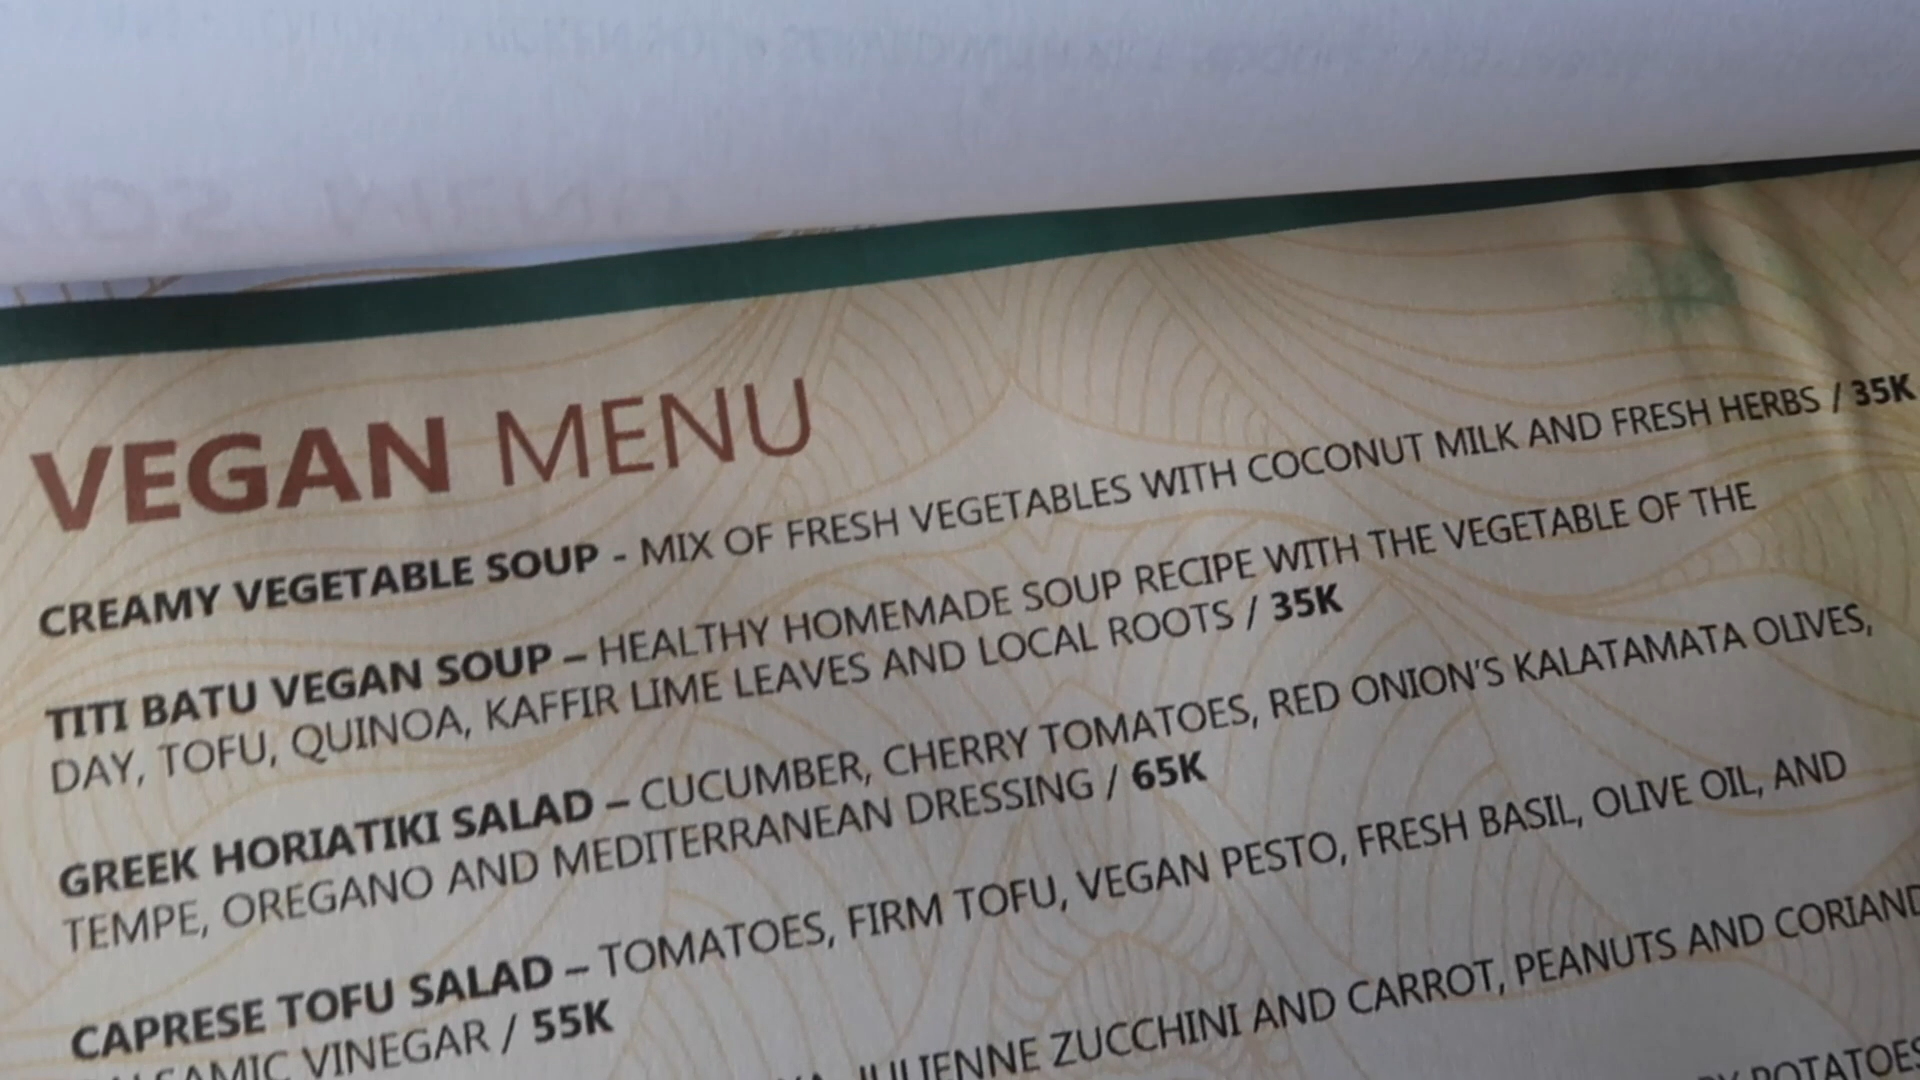 VEGAN MENU
CREAMY VEGETABLE SOUP - MIX OF FRESH VEGETABLES WITH COCONUT MILK AND FRESH HERBS / 35K
TITI BATU VEGAN SOUP – HEALTHY HOMEMADE SOUP RECIPE WITH THE VEGETABLE OF THE
DAY, TOFU, QUINOA, KAFFIR LIME LEAVES AND LOCAL ROOTS / 35K
GREEK HORIATIKI SALAD – CUCUMBER, CHERRY TOMATOES, RED ONION'S KALATAMATA OLIVES,
TEMPE, OREGANO AND MEDITERRANEAN DRESSING / 65K
CAPRESE TOFU SALAD – TOMATOES, FIRM TOFU, VEGAN PESTO, FRESH BASIL, OLIVE OIL, AND
BALSAMIC VINEGAR / 55K
JULIENNE ZUCCHINI AND CARROT, PEANUTS AND CORIAND
POTATOES